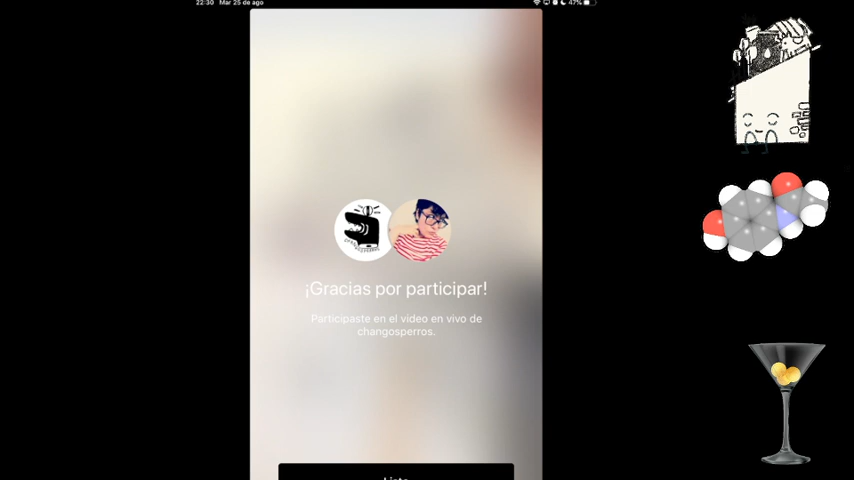 22:30 Mar 25 de ago
47%
¡Gracias por participar!
Participaste en el video en vivo de
changosperros.